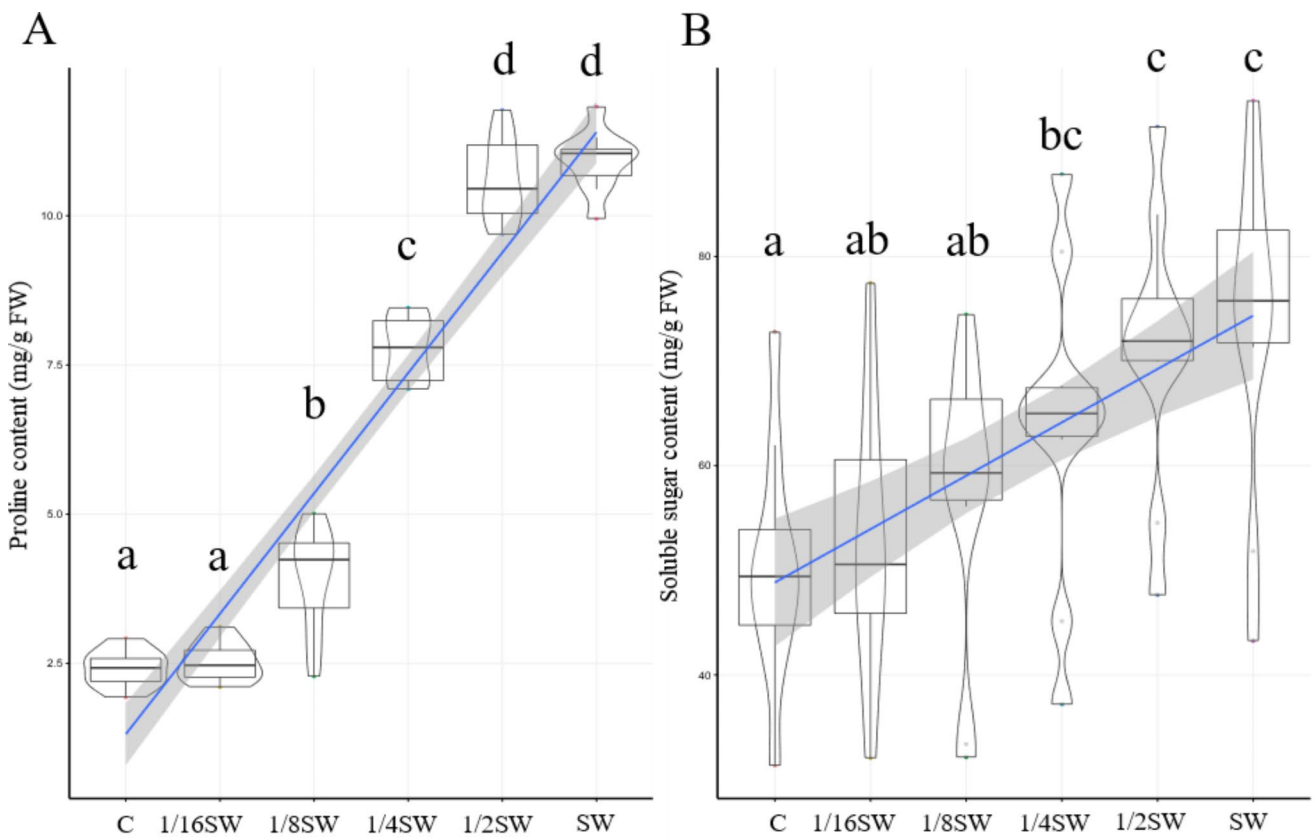 A
Proline content (mg/g FW)
10.0
7.5
5.0
2.5
a
a
b
c
d
d
C
1/16SW
1/8SW
1/4SW
1/2SW
SW
B
Soluble sugar content (mg/g FW)
80
60
40
a
ab
ab
bc
c
c
C
1/16SW
1/8SW
1/4SW
1/2SW
SW